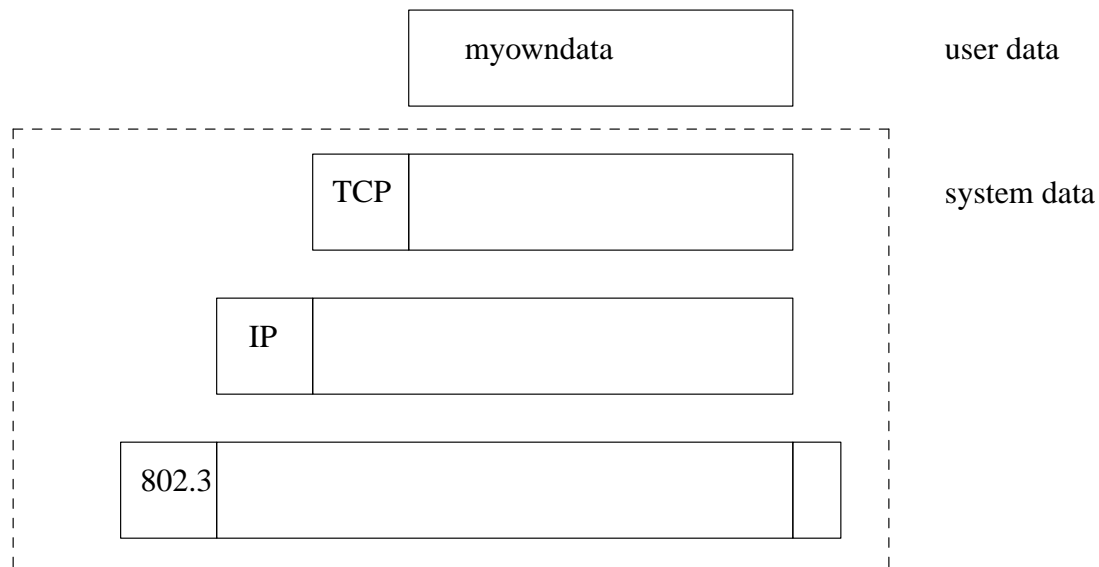 myowndata
user data
TCP
system data
IP
802.3